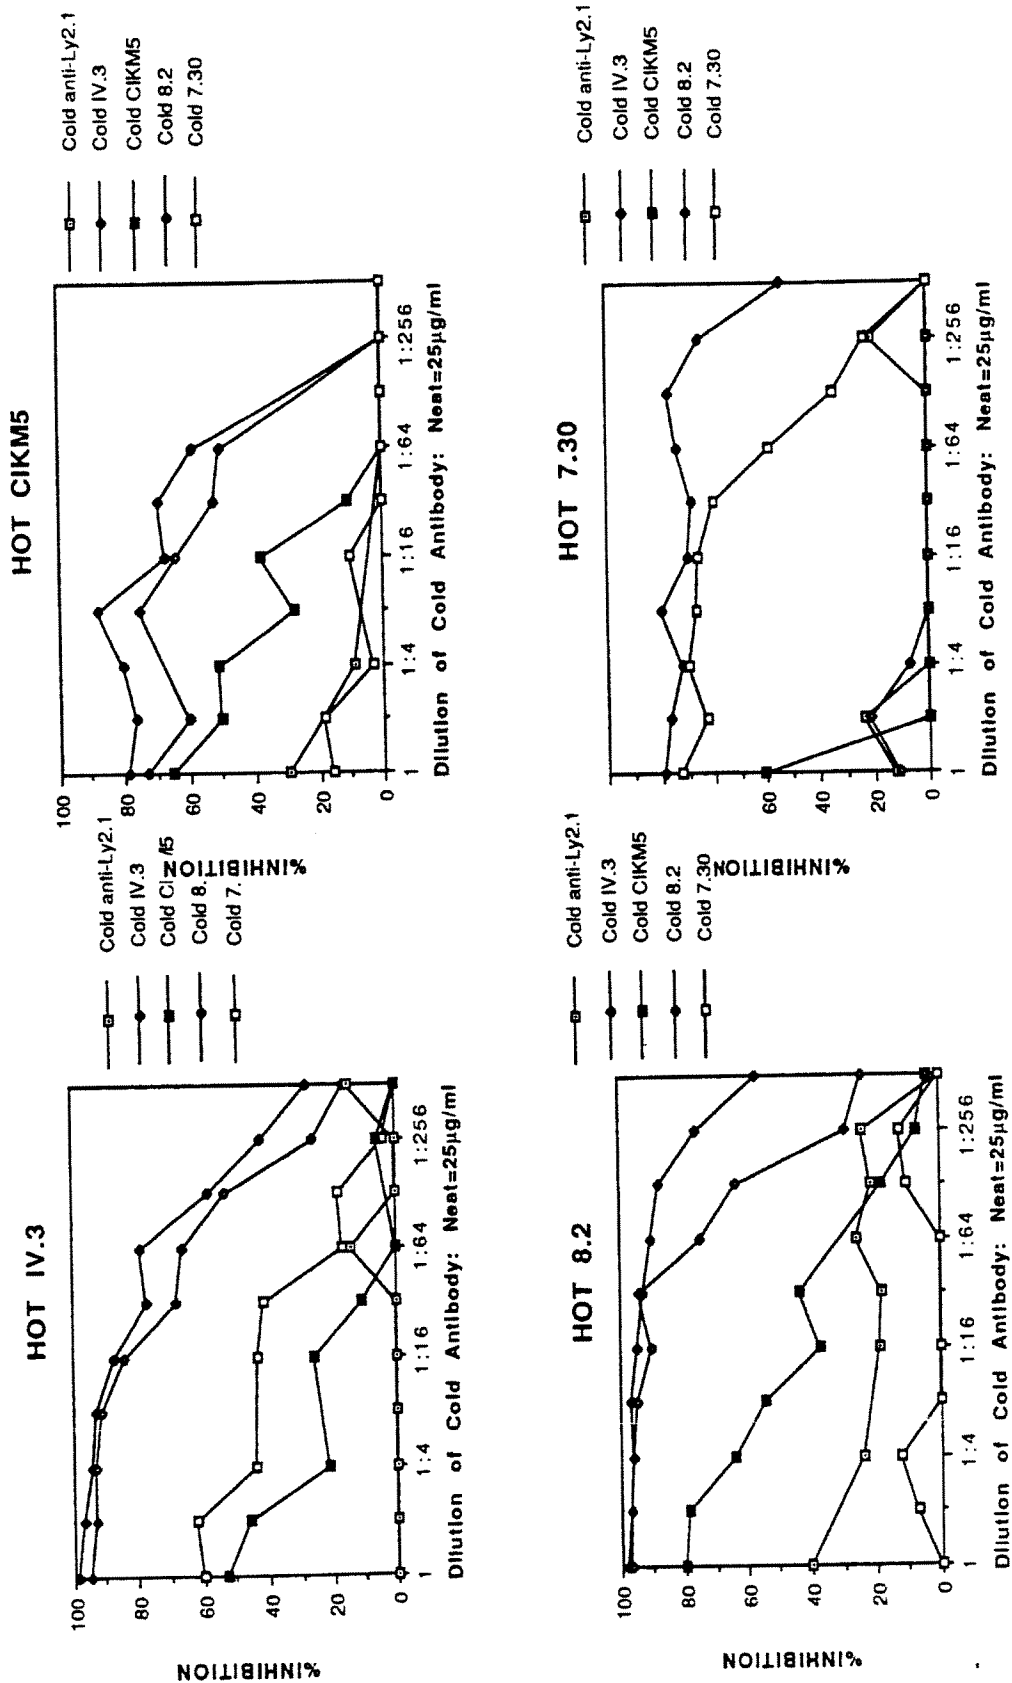 HOT IV.3
%INHIBITION
100
80
60
40
20
0
1
1:4
1:16
1:64
1:256
Dilution of Cold Antibody: Neat=25µg/ml
Cold anti-Ly2.1
Cold IV.3
Cold Cl /I5
Cold 8.
Cold 7.
HOT CIKM5
%INHIBITION
100
80
60
40
20
0
1
1:4
1:16
1:64
1:256
Dilution of Cold Antibody: Neat=25µg/ml
Cold anti-Ly2.1
Cold IV.3
Cold CIKM5
Cold 8.2
Cold 7.30
HOT 8.2
%INHIBITION
100
80
60
40
20
0
1
1:4
1:16
1:64
1:256
Dilution of Cold Antibody: Neat=25µg/ml
Cold anti-Ly2.1
Cold IV.3
Cold CIKM5
Cold 8.2
Cold 7.30
HOT 7.30
%INHIBITION
60
40
20
0
1
1:4
1:16
1:64
1:256
Dilution of Cold Antibody: Neat=25µg/ml
Cold anti-Ly2.1
Cold IV.3
Cold CIKM5
Cold 8.2
Cold 7.30